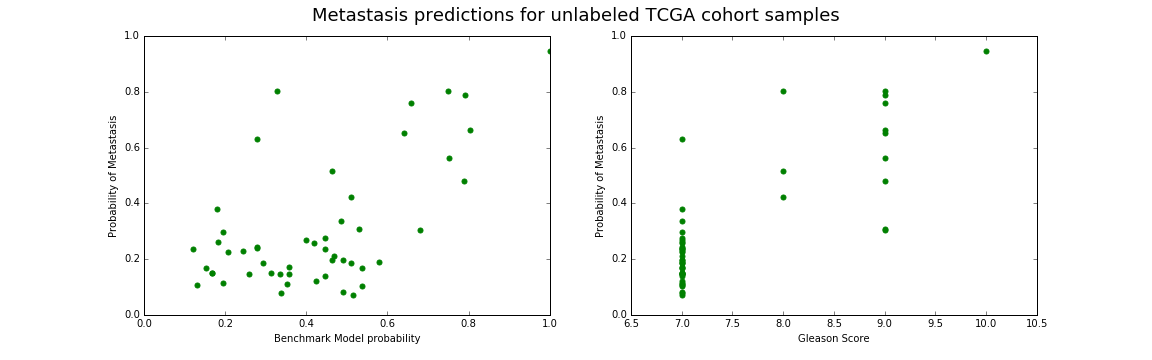 Metastasis predictions for unlabeled TCGA cohort samples
1.0
0.8
0.6
0.4
0.2
0.0
Probability of Metastasis
0.0 0.2 0.4 0.6 0.8 1.0
Benchmark Model probability
1.0
0.8
0.6
0.4
0.2
0.0
Probability of Metastasis
6.5 7.0 7.5 8.0 8.5 9.0 9.5 10.0 10.5
Gleason Score